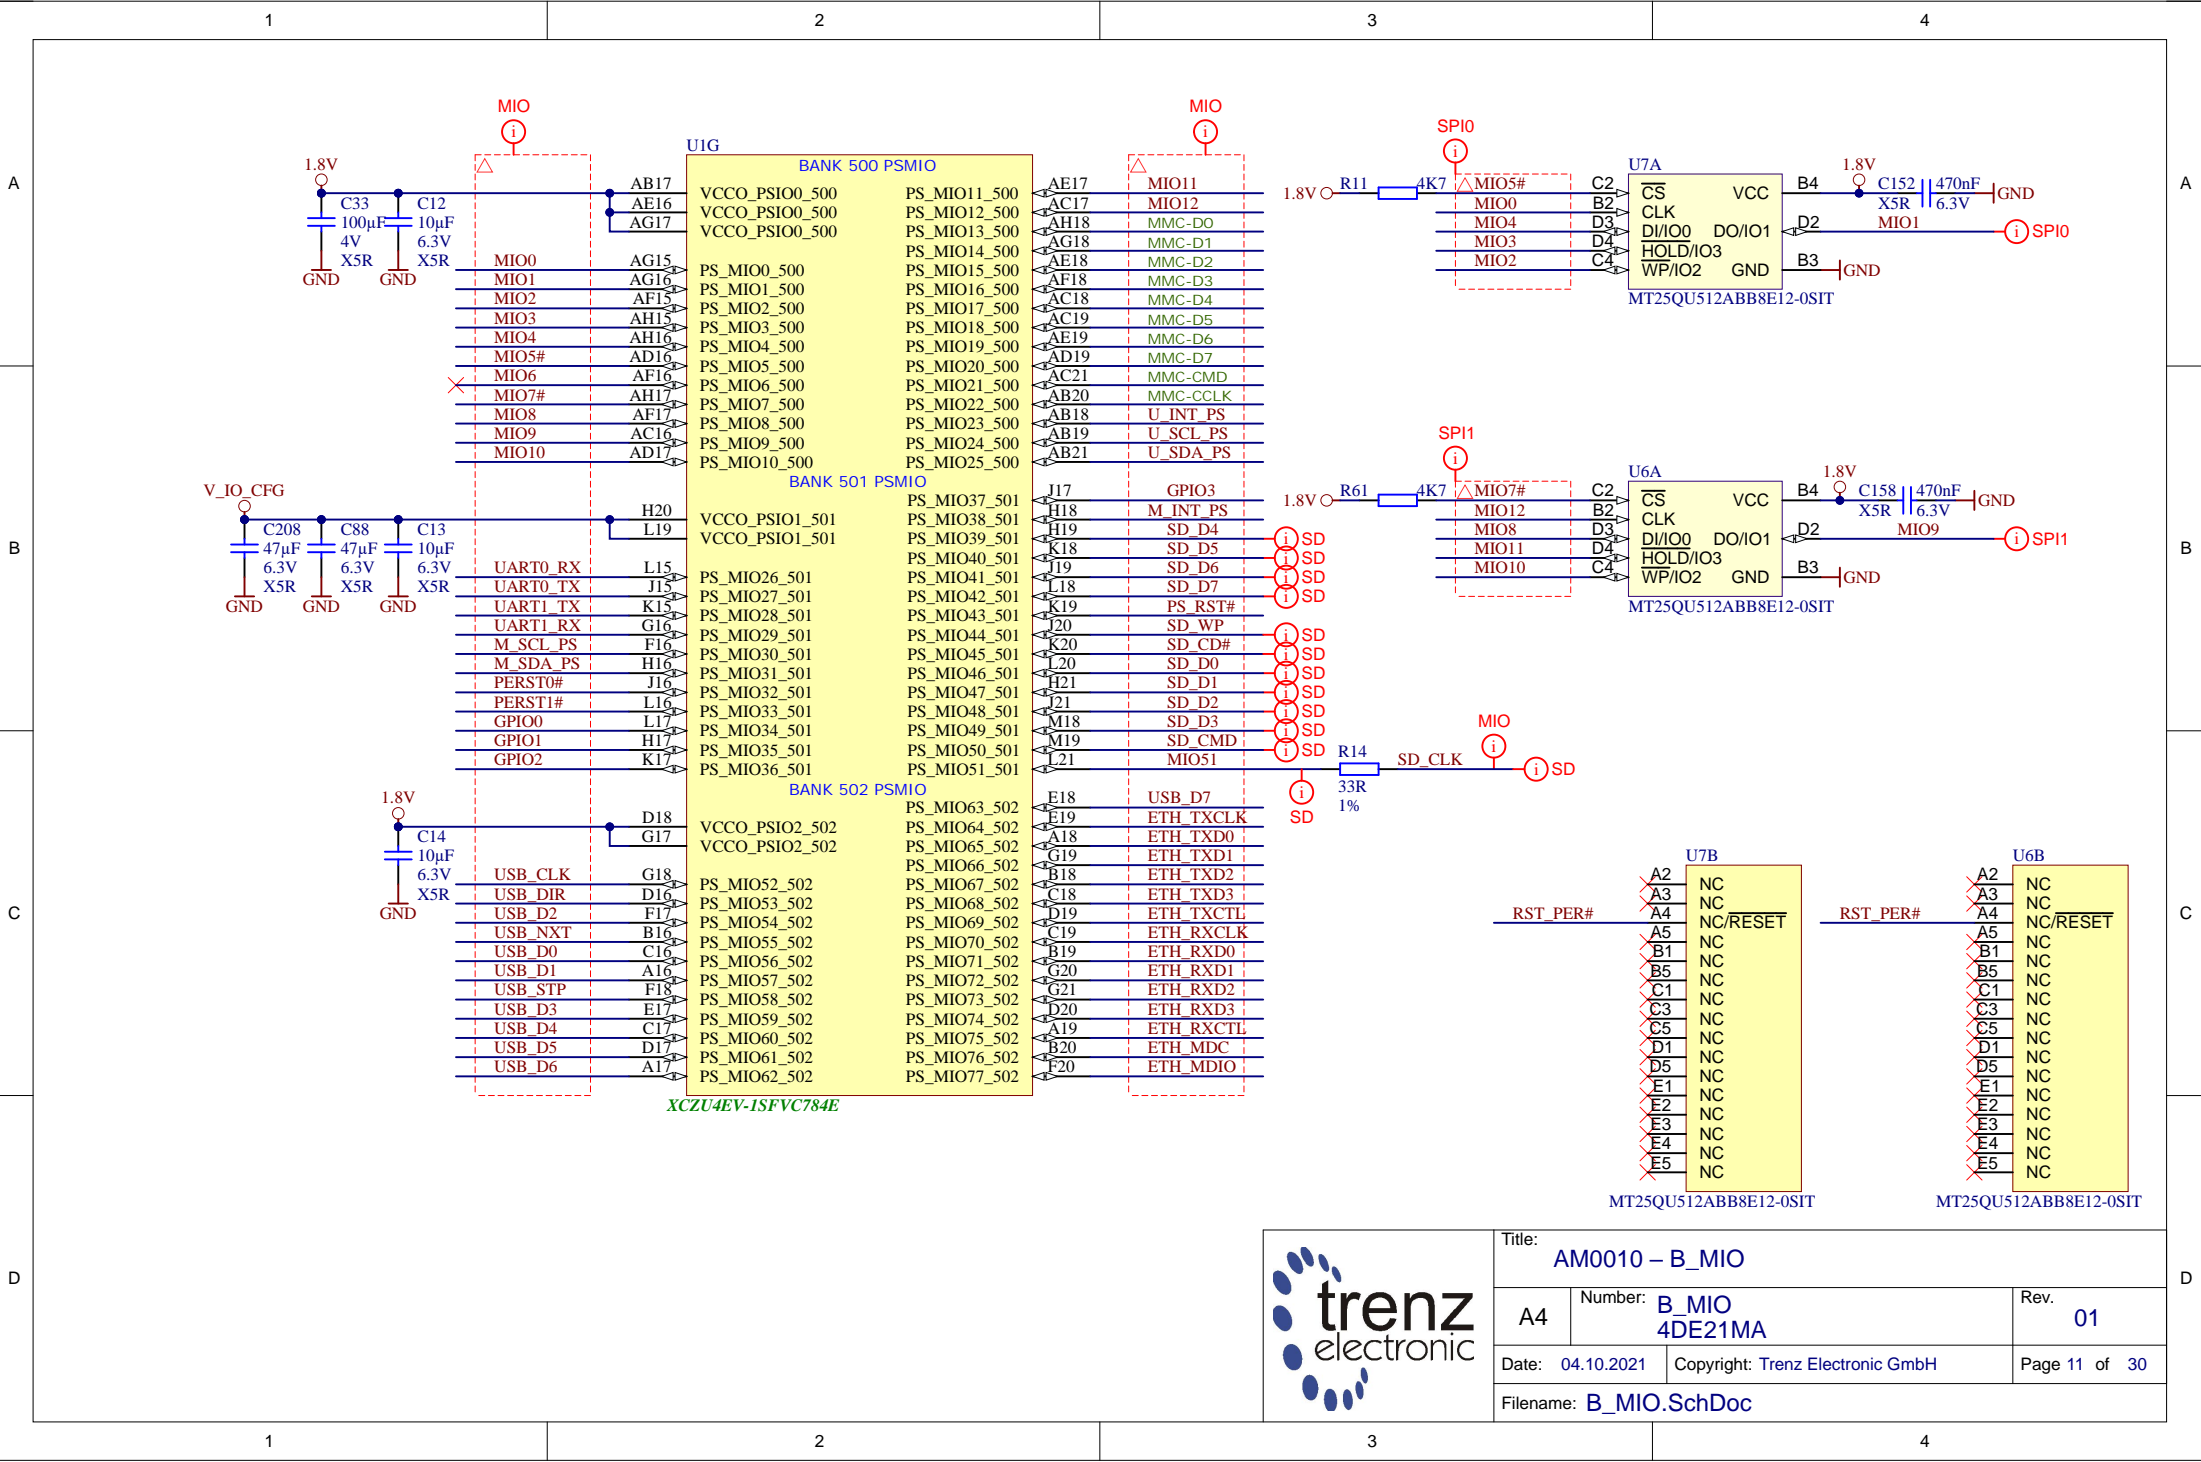 1 2 3 4
A
B
C
D
MIO
1.8V
C33
100µF
4V
X5R
GND
C12
10µF
6.3V
X5R
GND
MIO0
MIO1
MIO2
MIO3
MIO4
MIO5#
MIO6
MIO7#
MIO8
MIO9
MIO10
V_IO_CFG
C208
47µF
6.3V
X5R
GND
C88
47µF
6.3V
X5R
GND
C13
10µF
6.3V
X5R
GND
UART0_RX
UART0_TX
UART1_TX
UART1_RX
M_SCL_PS
M_SDA_PS
PERST0#
PERST1#
GPIO0
GPIO1
GPIO2
1.8V
C14
10µF
6.3V
X5R
GND
USB_CLK
USB_DIR
USB_D2
USB_NXT
USB_D0
USB_D1
USB_STP
USB_D3
USB_D4
USB_D5
USB_D6
U1G
BANK 500 PSMIO
AB17 VCCO_PSIO0_500
AE16 VCCO_PSIO0_500
AG17 VCCO_PSIO0_500
AG15 PS_MIO0_500
AG16 PS_MIO1_500
AF15 PS_MIO2_500
AH15 PS_MIO3_500
AH16 PS_MIO4_500
AD16 PS_MIO5_500
AF16 PS_MIO6_500
AH17 PS_MIO7_500
AF17 PS_MIO8_500
AC16 PS_MIO9_500
AD17 PS_MIO10_500
PS_MIO11_500 AE17 MIO11
PS_MIO12_500 AC17 MIO12
PS_MIO13_500 AH18 MMC-D0
PS_MIO14_500 AG18 MMC-D1
PS_MIO15_500 AE18 MMC-D2
PS_MIO16_500 AF18 MMC-D3
PS_MIO17_500 AC18 MMC-D4
PS_MIO18_500 AC19 MMC-D5
PS_MIO19_500 AE19 MMC-D6
PS_MIO20_500 AD19 MMC-D7
PS_MIO21_500 AC21 MMC-CMD
PS_MIO22_500 AB20 MMC-CCLK
PS_MIO23_500 AB18 U_INT_PS
PS_MIO24_500 AB19 U_SCL_PS
PS_MIO25_500 AB21 U_SDA_PS
BANK 501 PSMIO
H20 VCCO_PSIO1_501
L19 VCCO_PSIO1_501
L15 PS_MIO26_501
J15 PS_MIO27_501
K15 PS_MIO28_501
G16 PS_MIO29_501
F16 PS_MIO30_501
H16 PS_MIO31_501
J16 PS_MIO32_501
L16 PS_MIO33_501
L17 PS_MIO34_501
H17 PS_MIO35_501
K17 PS_MIO36_501
PS_MIO37_501 J17 GPIO3
PS_MIO38_501 H18 M_INT_PS
PS_MIO39_501 H19 SD_D4 SD
PS_MIO40_501 K18 SD_D5 SD
PS_MIO41_501 J19 SD_D6 SD
PS_MIO42_501 L18 SD_D7 SD
PS_MIO43_501 K19 PS_RST#
PS_MIO44_501 J20 SD_WP SD
PS_MIO45_501 K20 SD_CD# SD
PS_MIO46_501 L20 SD_D0 SD
PS_MIO47_501 H21 SD_D1 SD
PS_MIO48_501 J21 SD_D2 SD
PS_MIO49_501 M18 SD_D3 SD
PS_MIO50_501 M19 SD_CMD SD
PS_MIO51_501 L21 MIO51
BANK 502 PSMIO
D18 VCCO_PSIO2_502
G17 VCCO_PSIO2_502
G18 PS_MIO52_502
D16 PS_MIO53_502
F17 PS_MIO54_502
B16 PS_MIO55_502
C16 PS_MIO56_502
A16 PS_MIO57_502
F18 PS_MIO58_502
E17 PS_MIO59_502
C17 PS_MIO60_502
D17 PS_MIO61_502
A17 PS_MIO62_502
PS_MIO63_502 E18 USB_D7
PS_MIO64_502 E19 ETH_TXCLK
PS_MIO65_502 A18 ETH_TXD0
PS_MIO66_502 G19 ETH_TXD1
PS_MIO67_502 B18 ETH_TXD2
PS_MIO68_502 C18 ETH_TXD3
PS_MIO69_502 D19 ETH_TXCTL
PS_MIO70_502 C19 ETH_RXCLK
PS_MIO71_502 B19 ETH_RXD0
PS_MIO72_502 G20 ETH_RXD1
PS_MIO73_502 G21 ETH_RXD2
PS_MIO74_502 D20 ETH_RXD3
PS_MIO75_502 A19 ETH_RXCTL
PS_MIO76_502 B20 ETH_MDC
PS_MIO77_502 F20 ETH_MDIO
XCZU4EV-1SFVC784E
MIO
SD
R14
33R
1%
SD_CLK
MIO
SD
SPI0
1.8V R11 4K7
U7A
MIO5# C2 CS
MIO0 B2 CLK
MIO4 D3 DI/IO0
MIO3 D4 HOLD/IO3
MIO2 C4 WP/IO2
VCC B4
1.8V
C152 470nF GND
X5R 6.3V
DO/IO1 D2 MIO1 SPI0
GND B3 GND
MT25QU512ABB8E12-0SIT
SPI1
1.8V R61 4K7
U6A
MIO7# C2 CS
MIO12 B2 CLK
MIO8 D3 DI/IO0
MIO11 D4 HOLD/IO3
MIO10 C4 WP/IO2
VCC B4
1.8V
C158 470nF GND
X5R 6.3V
DO/IO1 D2 MIO9 SPI1
GND B3 GND
MT25QU512ABB8E12-0SIT
U7B
A2 NC
A3 NC
RST_PER# A4 NC/RESET
A5 NC
B1 NC
B5 NC
C1 NC
C3 NC
C5 NC
D1 NC
D5 NC
E1 NC
E2 NC
E3 NC
E4 NC
E5 NC
MT25QU512ABB8E12-0SIT
U6B
A2 NC
A3 NC
RST_PER# A4 NC/RESET
A5 NC
B1 NC
B5 NC
C1 NC
C3 NC
C5 NC
D1 NC
D5 NC
E1 NC
E2 NC
E3 NC
E4 NC
E5 NC
MT25QU512ABB8E12-0SIT
A
B
C
D
trenz
electronic
Title:
AM0010 – B_MIO
A4
Number: B_MIO
4DE21MA
Rev.
01
Date: 04.10.2021
Copyright: Trenz Electronic GmbH
Page 11 of 30
Filename: B_MIO.SchDoc
1 2 3 4